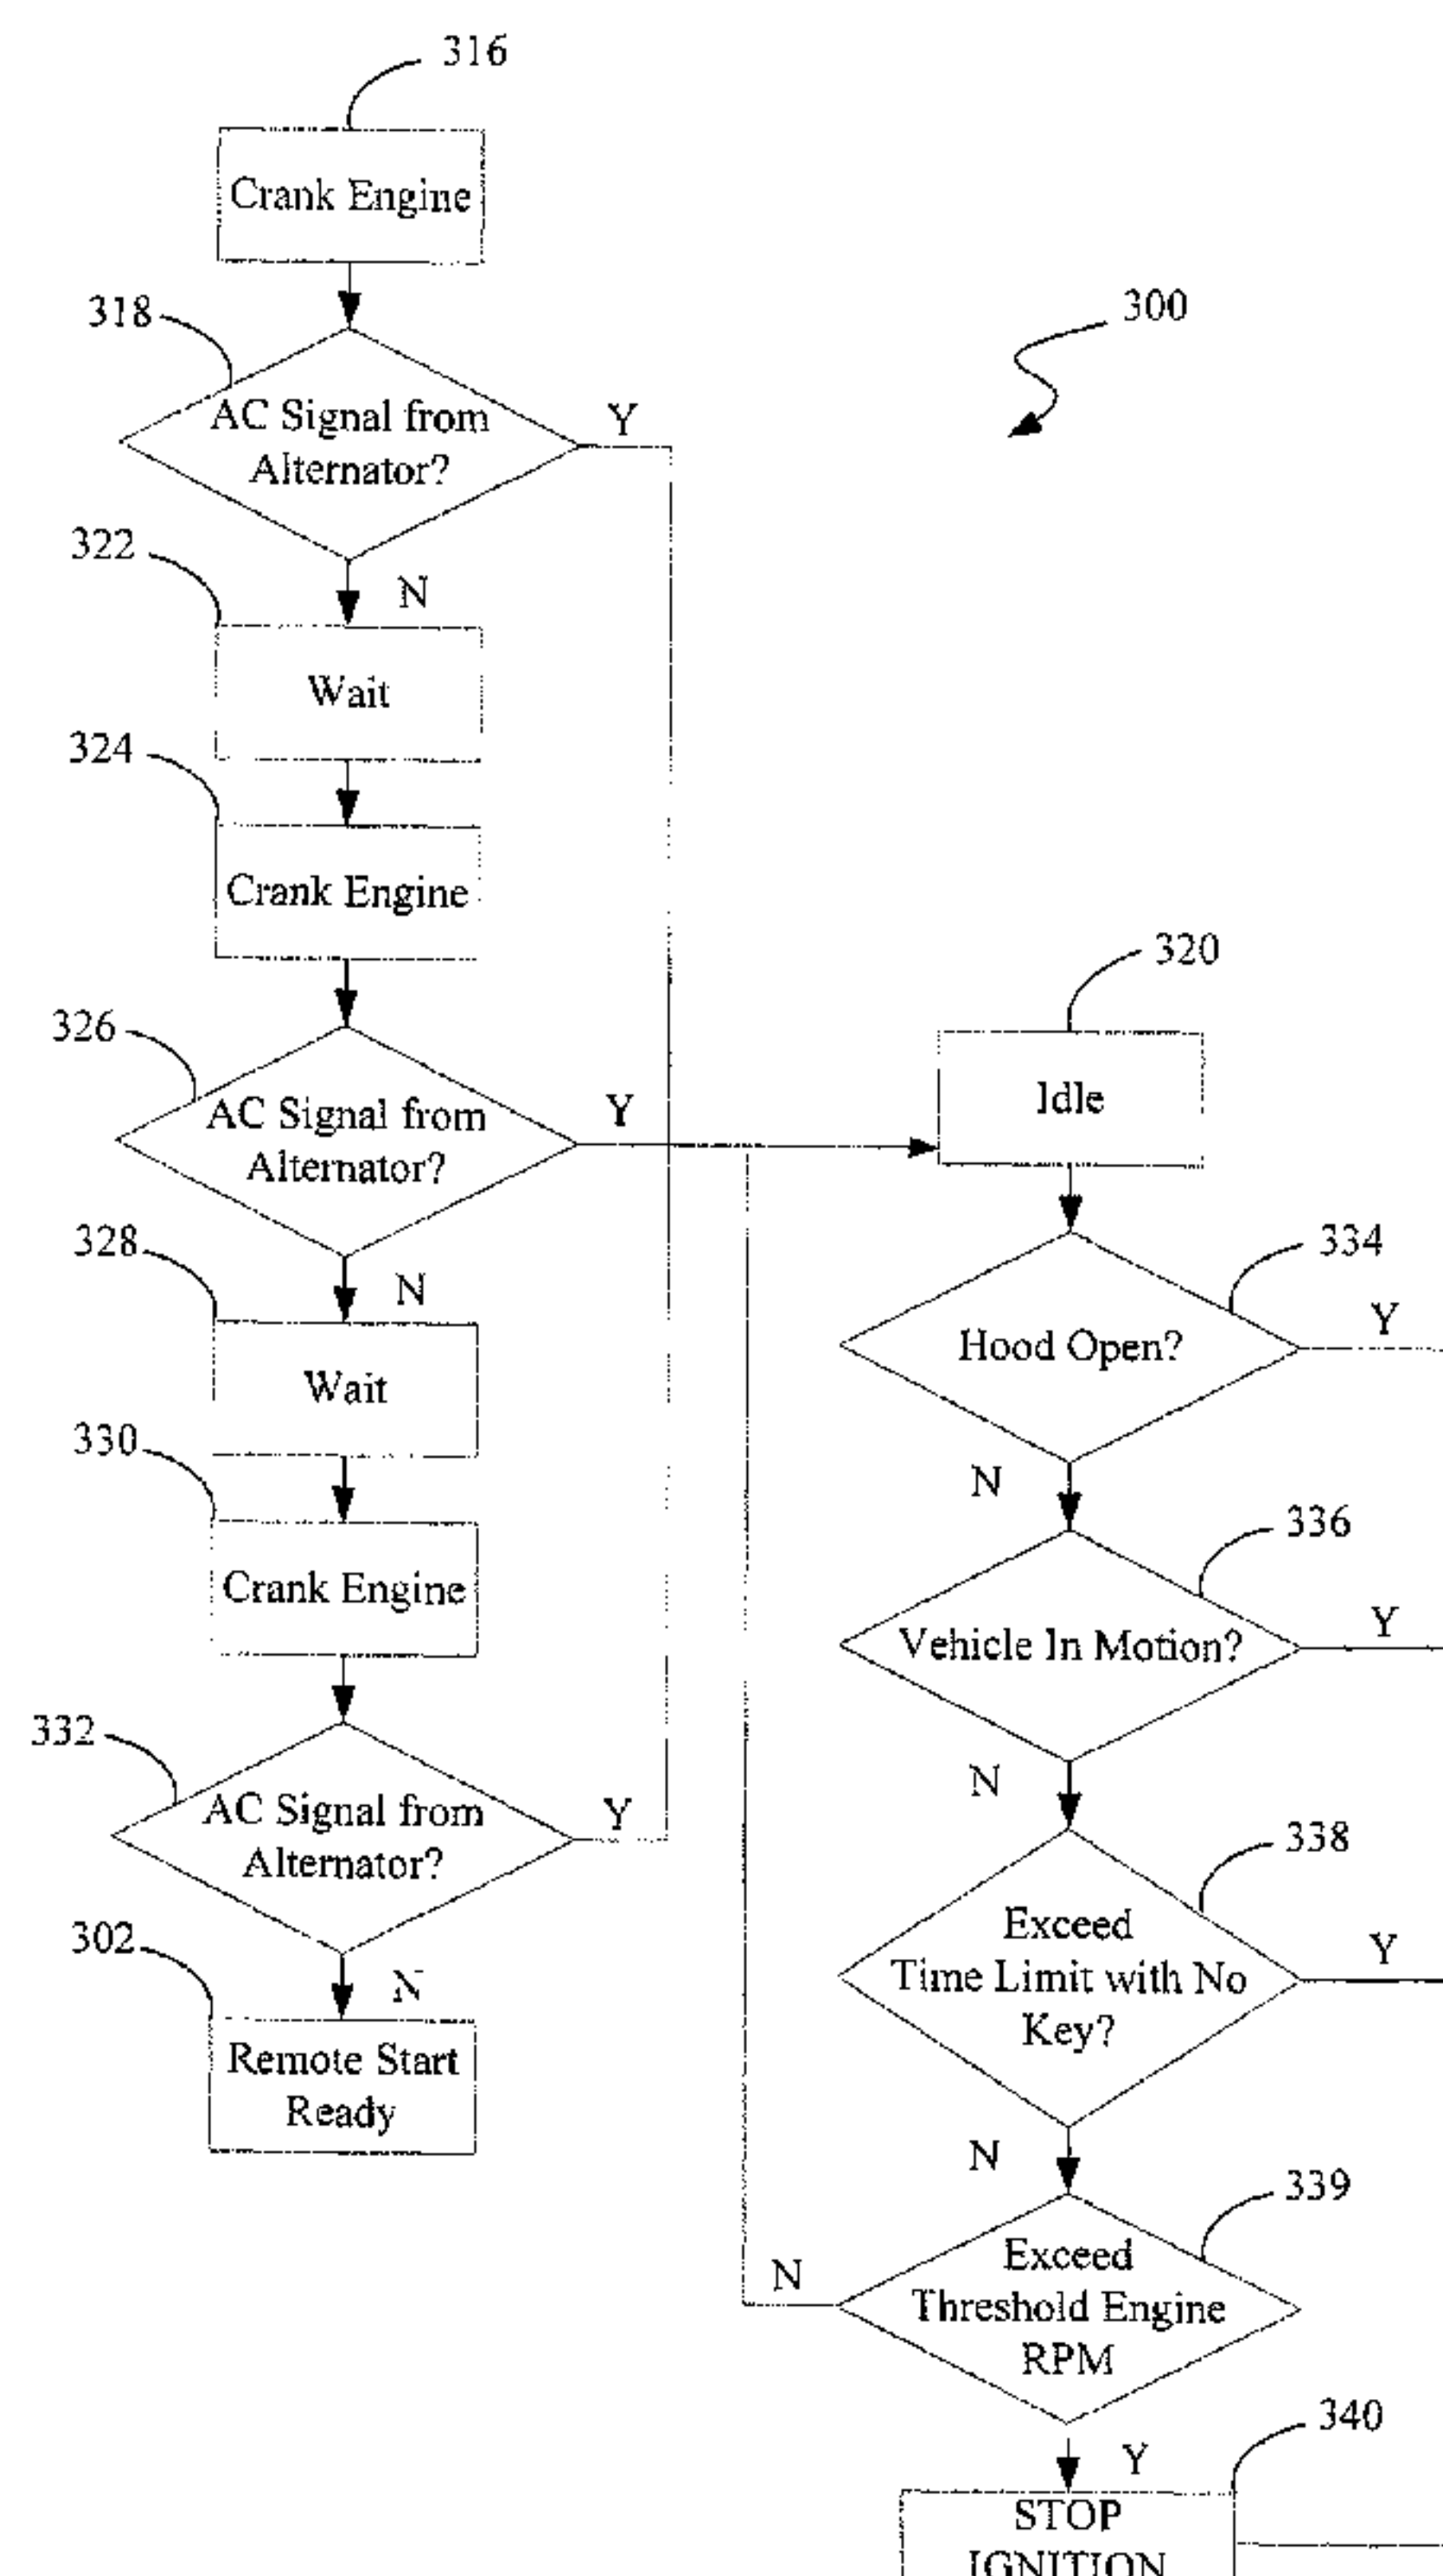 316
Crank Engine
318
AC Signal from
Alternator?
Y
300
322
N
Wait
324
Crank Engine
326
AC Signal from
Alternator?
Y
320
Idle
328
N
Wait
330
Crank Engine
332
AC Signal from
Alternator?
Y
302
N
Remote Start
Ready
334
Hood Open?
Y
N
336
Vehicle In Motion?
Y
N
338
Exceed
Time Limit with No
Key?
Y
N
339
Exceed
Threshold Engine
RPM
N
Y
340
STOP
IGNITION